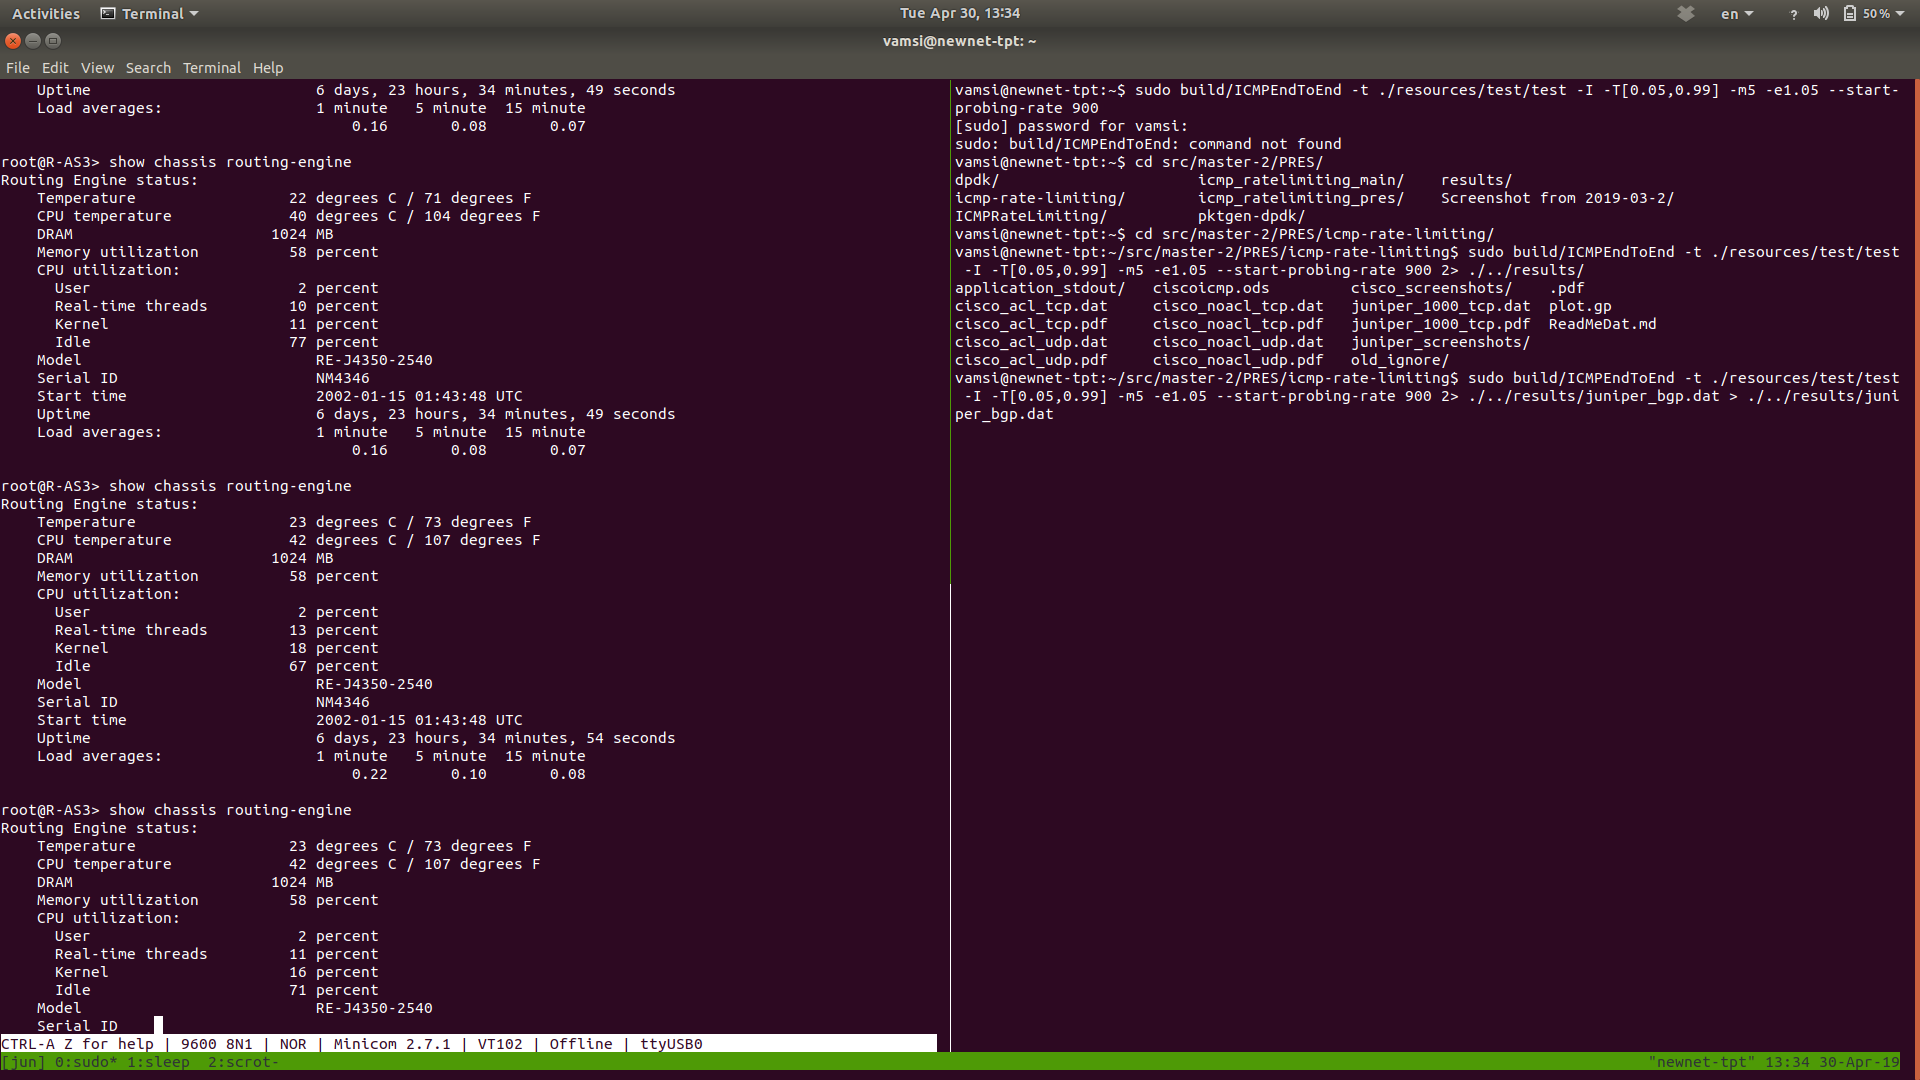 Activities Terminal Tue Apr 30, 13:34 en ? 50%
vamsi@newnet-tpt: ~
File Edit View Search Terminal Help
Uptime 6 days, 23 hours, 34 minutes, 49 seconds
Load averages: 1 minute 5 minute 15 minute
0.16 0.08 0.07
root@R-AS3> show chassis routing-engine
Routing Engine status:
Temperature 22 degrees C / 71 degrees F
CPU temperature 40 degrees C / 104 degrees F
DRAM 1024 MB
Memory utilization 58 percent
CPU utilization:
User 2 percent
Real-time threads 10 percent
Kernel 11 percent
Idle 77 percent
Model RE-J4350-2540
Serial ID NM4346
Start time 2002-01-15 01:43:48 UTC
Uptime 6 days, 23 hours, 34 minutes, 49 seconds
Load averages: 1 minute 5 minute 15 minute
0.16 0.08 0.07
root@R-AS3> show chassis routing-engine
Routing Engine status:
Temperature 23 degrees C / 73 degrees F
CPU temperature 42 degrees C / 107 degrees F
DRAM 1024 MB
Memory utilization 58 percent
CPU utilization:
User 2 percent
Real-time threads 13 percent
Kernel 18 percent
Idle 67 percent
Model RE-J4350-2540
Serial ID NM4346
Start time 2002-01-15 01:43:48 UTC
Uptime 6 days, 23 hours, 34 minutes, 54 seconds
Load averages: 1 minute 5 minute 15 minute
0.22 0.10 0.08
root@R-AS3> show chassis routing-engine
Routing Engine status:
Temperature 23 degrees C / 73 degrees F
CPU temperature 42 degrees C / 107 degrees F
DRAM 1024 MB
Memory utilization 58 percent
CPU utilization:
User 2 percent
Real-time threads 11 percent
Kernel 16 percent
Idle 71 percent
Model RE-J4350-2540
Serial ID
CTRL-A Z for help | 9600 8N1 | NOR | Minicom 2.7.1 | VT102 | Offline | ttyUSB0
vamsi@newnet-tpt:~$ sudo build/ICMPEndToEnd -t ./resources/test/test -I -T[0.05,0.99] -m5 -e1.05 --start-
probing-rate 900
[sudo] password for vamsi:
sudo: build/ICMPEndToEnd: command not found
vamsi@newnet-tpt:~$ cd src/master-2/PRES/
dpdk/ icmp_ratelimiting_main/ results/
icmp-rate-limiting/ icmp_ratelimiting_pres/ Screenshot from 2019-03-2/
ICMPRateLimiting/ pktgen-dpdk/
vamsi@newnet-tpt:~$ cd src/master-2/PRES/icmp-rate-limiting/
vamsi@newnet-tpt:~/src/master-2/PRES/icmp-rate-limiting$ sudo build/ICMPEndToEnd -t ./resources/test/test
-I -T[0.05,0.99] -m5 -e1.05 --start-probing-rate 900 2> ./../results/
application_stdout/ ciscoicmp.ods cisco_screenshots/ .pdf
cisco_acl_tcp.dat cisco_noacl_tcp.dat juniper_1000_tcp.dat plot.gp
cisco_acl_tcp.pdf cisco_noacl_tcp.pdf juniper_1000_tcp.pdf ReadMeDat.md
cisco_acl_udp.dat cisco_noacl_udp.dat juniper_screenshots/
cisco_acl_udp.pdf cisco_noacl_udp.pdf old_ignore/
vamsi@newnet-tpt:~/src/master-2/PRES/icmp-rate-limiting$ sudo build/ICMPEndToEnd -t ./resources/test/test
-I -T[0.05,0.99] -m5 -e1.05 --start-probing-rate 900 2> ./../results/juniper_bgp.dat > ./../results/juni
per_bgp.dat
[jun] 0:sudo* 1:sleep 2:scrot- "newnet-tpt" 13:34 30-Apr-19